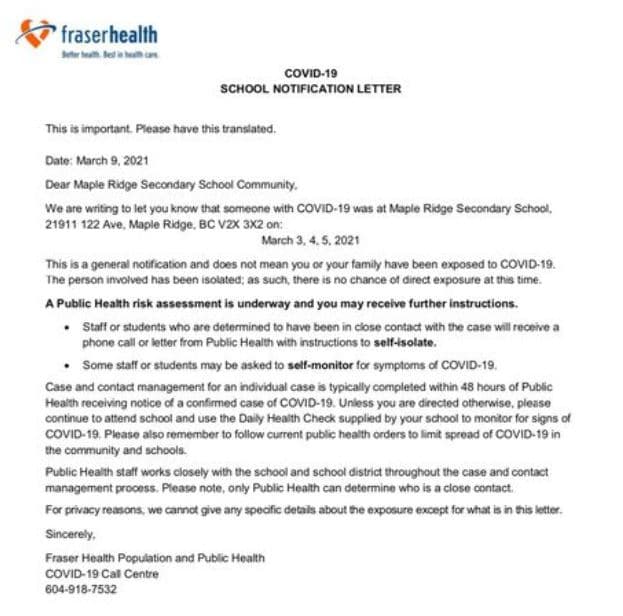 fraserhealth
Better health. Best in health care.
COVID-19
SCHOOL NOTIFICATION LETTER
This is important. Please have this translated.
Date: March 9, 2021
Dear Maple Ridge Secondary School Community,
We are writing to let you know that someone with COVID-19 was at Maple Ridge Secondary School,
21911 122 Ave, Maple Ridge, BC V2X 3X2 on:
March 3, 4, 5, 2021
This is a general notification and does not mean you or your family have been exposed to COVID-19.
The person involved has been isolated; as such, there is no chance of direct exposure at this time.
A Public Health risk assessment is underway and you may receive further instructions.
• Staff or students who are determined to have been in close contact with the case will receive a
phone call or letter from Public Health with instructions to self-isolate.
• Some staff or students may be asked to self-monitor for symptoms of COVID-19.
Case and contact management for an individual case is typically completed within 48 hours of Public
Health receiving notice of a confirmed case of COVID-19. Unless you are directed otherwise, please
continue to attend school and use the Daily Health Check supplied by your school to monitor for signs of
COVID-19. Please also remember to follow current public health orders to limit spread of COVID-19 in
the community and schools.
Public Health staff works closely with the school and school district throughout the case and contact
management process. Please note, only Public Health can determine who is a close contact.
For privacy reasons, we cannot give any specific details about the exposure except for what is in this letter.
Sincerely,
Fraser Health Population and Public Health
COVID-19 Call Centre
604-918-7532